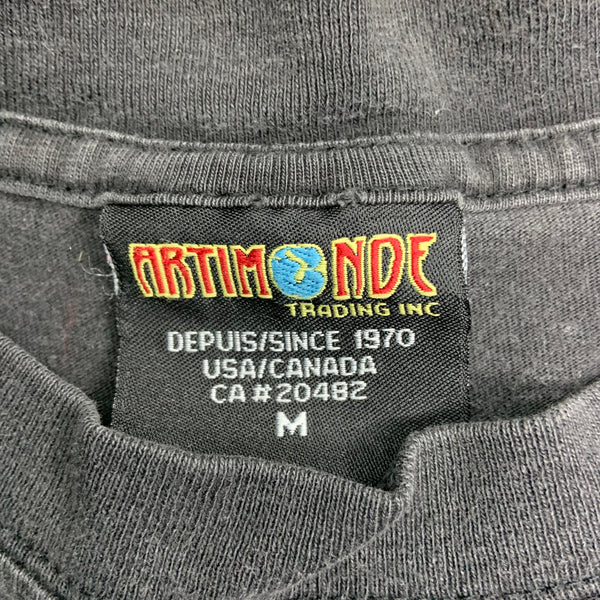 ARTIMONDE
TRADING INC
DEPUIS/SINCE 1970
USA/CANADA
CA#20482
M